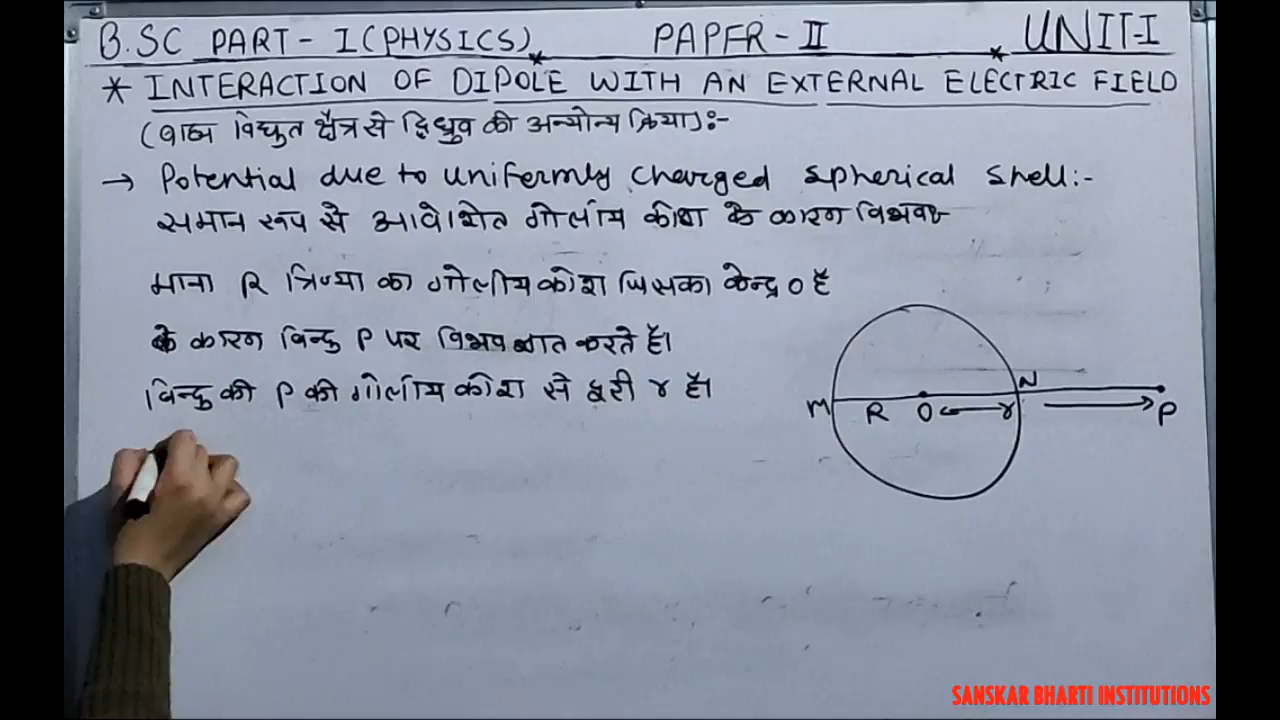 B.SC PART-I (PHYSICS) PAPER-II UNIT-I
* INTERACTION OF DIPOLE WITH AN EXTERNAL ELECTRIC FIELD
(बाह्य विद्युत क्षैत्र से द्विध्रुव की अन्योन्य क्रिया):-
→ Potential due to uniformly charged spherical shell:-
समान रूप से आवेशित गोलीय कोश के कारण विभव
माना R त्रिज्या का गोलीय कोश जिसका केन्द्र O है
के कारण बिन्दु P पर विभव ज्ञात करते है।
बिन्दु की P की गोलीय कोश से दूरी r है।
M R O r N P
SANSKAR BHARTI INSTITUTIONS